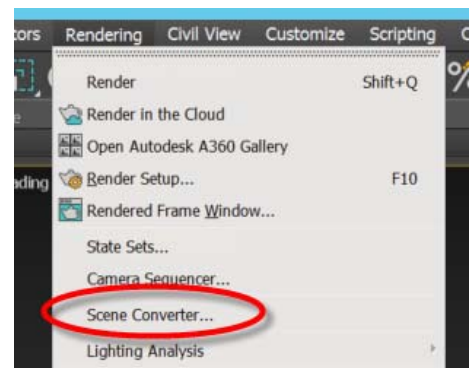 tors Rendering Civil View Customize Scripting C
Render Shift+Q
Render in the Cloud
Open Autodesk A360 Gallery
ading Render Setup... F10
Rendered Frame Window...
State Sets...
Camera Sequencer...
Scene Converter...
Lighting Analysis